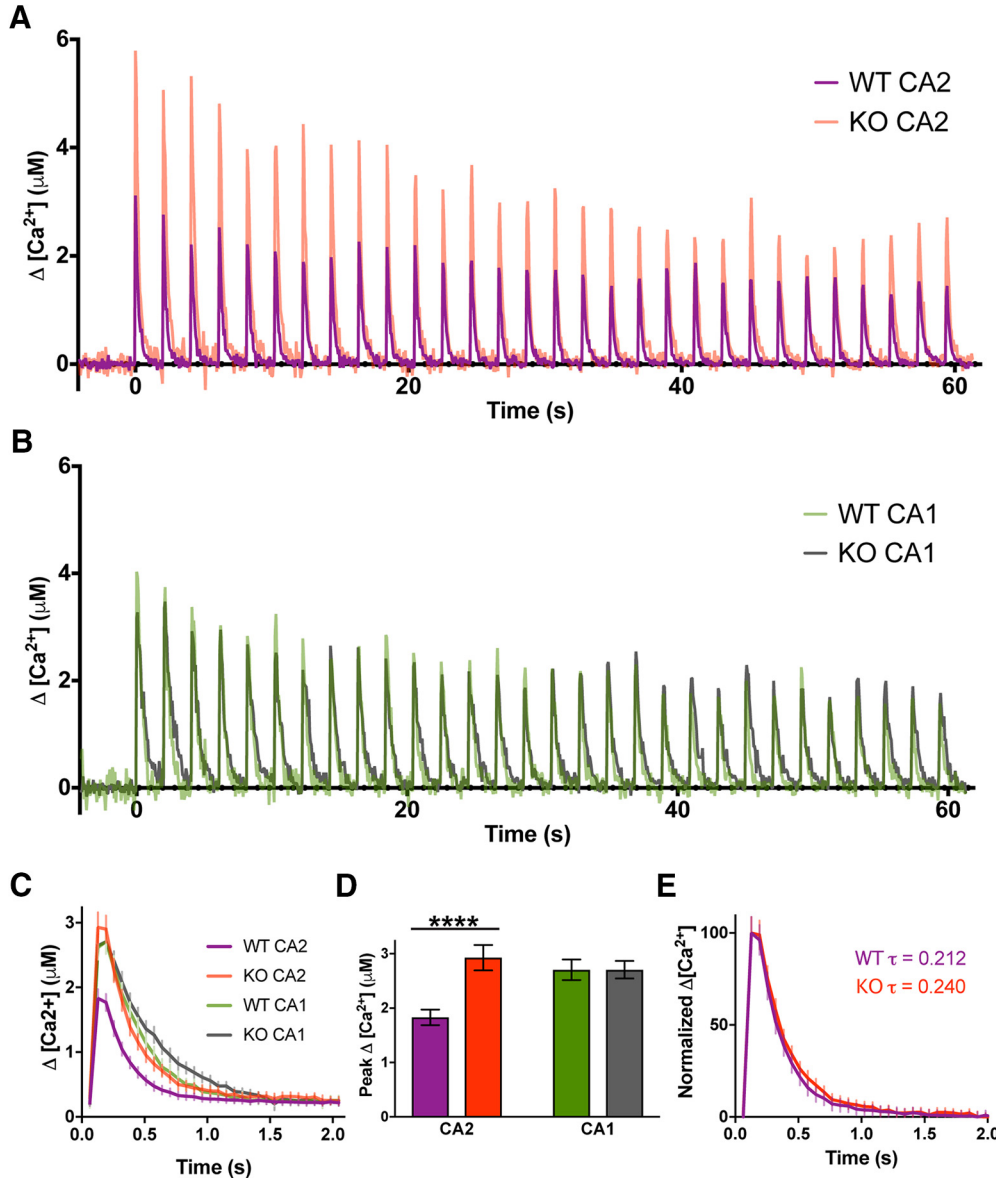 A
6
4
2
0
Δ [Ca2+] (μM)
WT CA2
KO CA2
0 20 40 60
Time (s)
B
6
4
2
0
Δ [Ca2+] (μM)
WT CA1
KO CA1
0 20 40 60
Time (s)
C
3
2
1
0
Δ [Ca2+] (μM)
WT CA2
KO CA2
WT CA1
KO CA1
0.0 0.5 1.0 1.5 2.0
Time (s)
D
3
2
1
0
Peak Δ [Ca2+] (μM)
****
CA2 CA1
E
100
50
0
Normalized Δ[Ca2+]
WT τ = 0.212
KO τ = 0.240
0.0 0.5 1.0 1.5 2.0
Time (s)